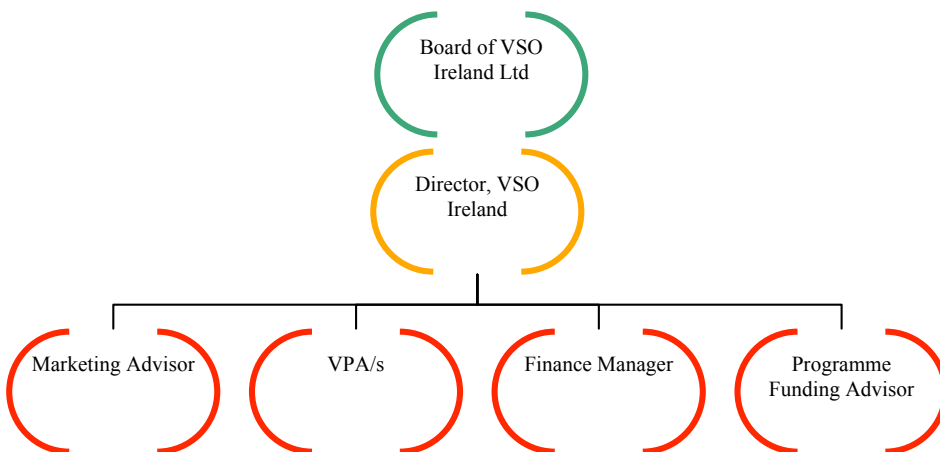 Board of VSO
Ireland Ltd
Director, VSO
Ireland
Marketing Advisor
VPA/s
Finance Manager
Programme
Funding Advisor